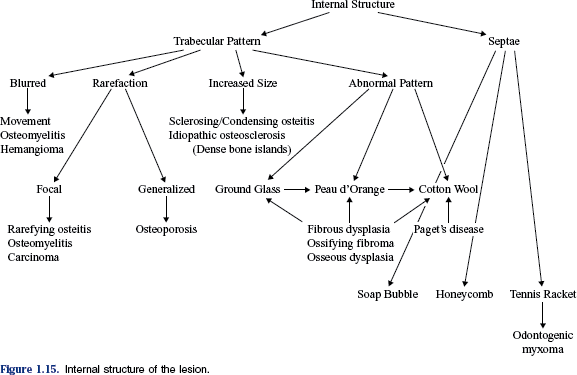 Internal Structure
Trabecular Pattern
Septae
Blurred
Rarefaction
Increased Size
Abnormal Pattern
Movement
Osteomyelitis
Hemangioma
Sclerosing/Condensing osteitis
Idiopathic osteosclerosis
(Dense bone islands)
Focal
Generalized
Ground Glass
Peau d'Orange
Cotton Wool
Rarefying osteitis
Osteomyelitis
Carcinoma
Osteoporosis
Fibrous dysplasia
Ossifying fibroma
Osseous dysplasia
Paget's disease
Soap Bubble
Honeycomb
Tennis Racket
Odontogenic
myxoma
Figure 1.15. Internal structure of the lesion.